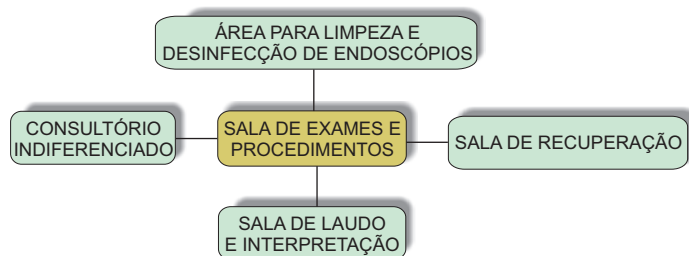 ÁREA PARA LIMPEZA E
DESINFECÇÃO DE ENDOSCÓPIOS
CONSULTÓRIO
INDIFERENCIADO
SALA DE EXAMES E
PROCEDIMENTOS
SALA DE RECUPERAÇÃO
SALA DE LAUDO
E INTERPRETAÇÃO